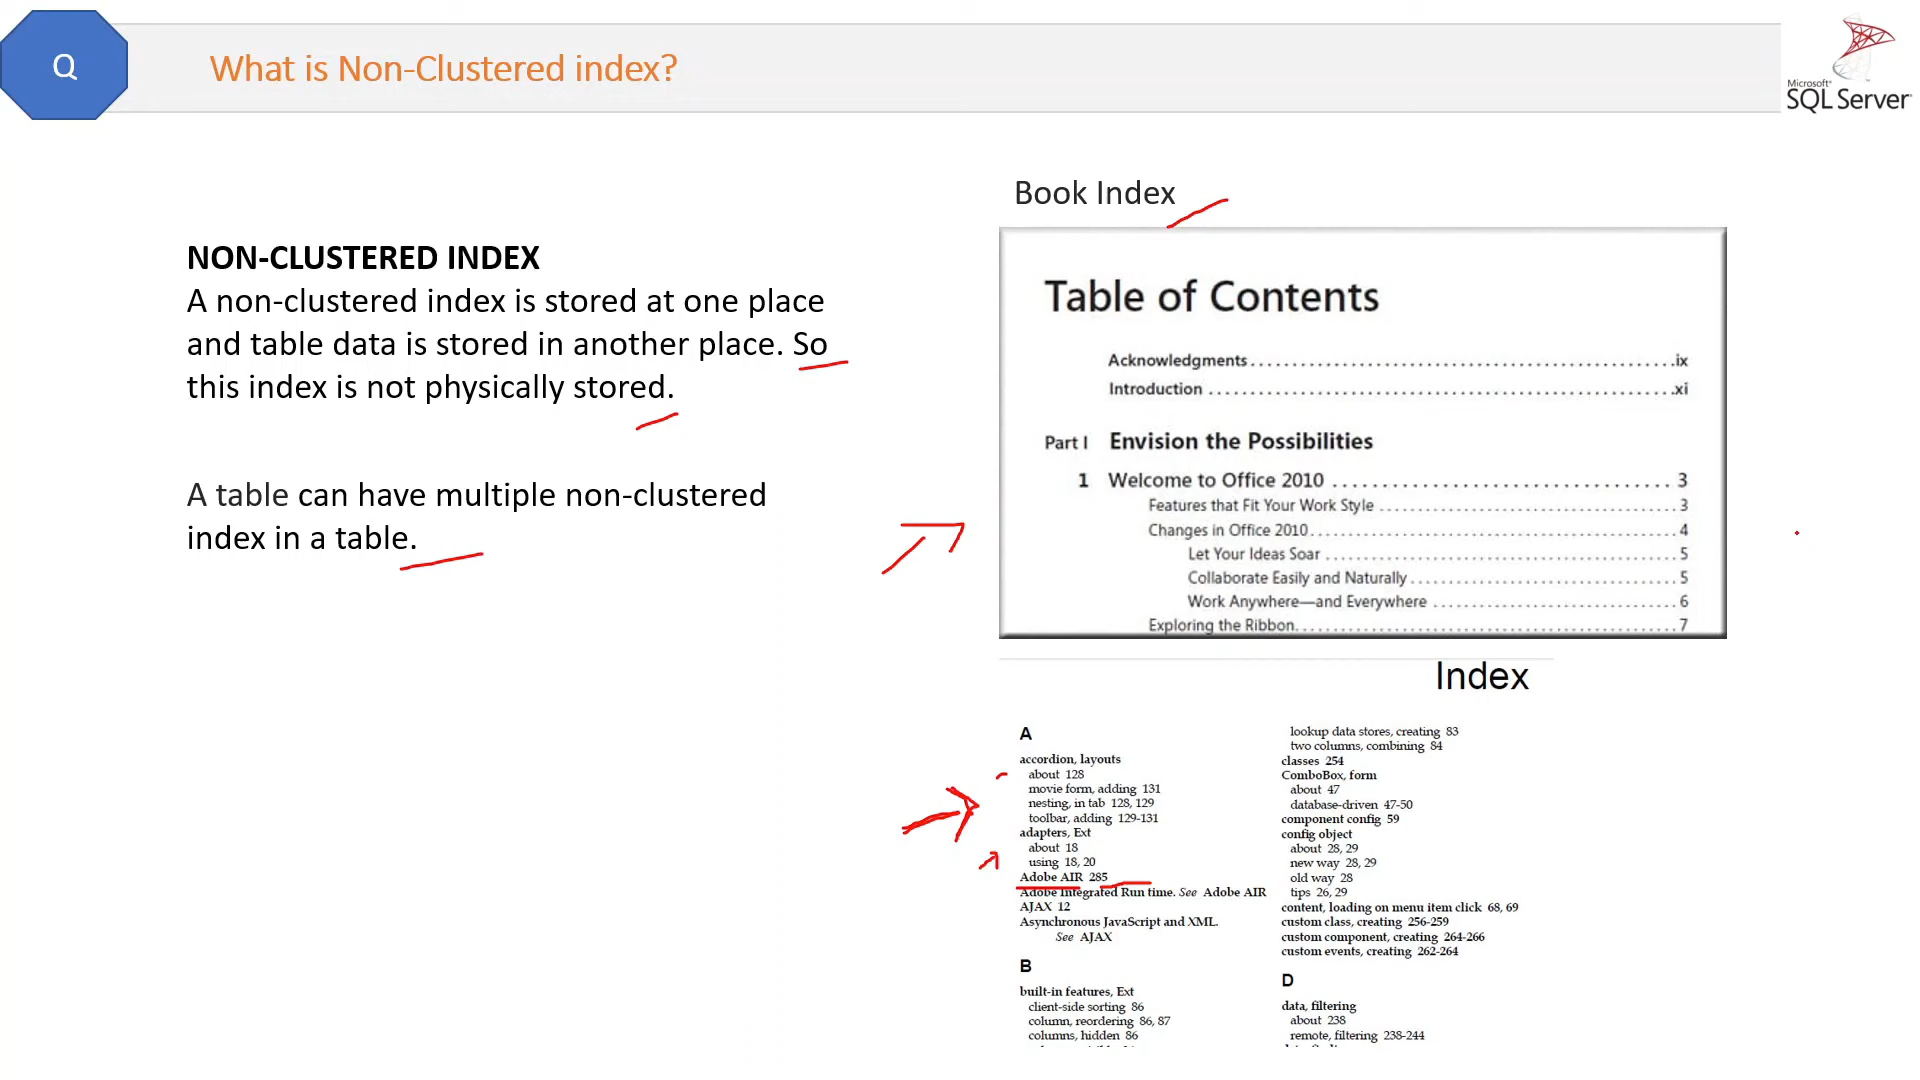 Q
What is Non-Clustered index?
Microsoft®
SQL Server
NON-CLUSTERED INDEX
A non-clustered index is stored at one place
and table data is stored in another place. So
this index is not physically stored.
A table can have multiple non-clustered
index in a table.
Book Index
Table of Contents
Acknowledgments . . . . . . . . . . ix
Introduction . . . . . . . . . . xi
Part I Envision the Possibilities
1 Welcome to Office 2010 . . . . . . . . . . 3
Features that Fit Your Work Style . . . . . . . . . . 3
Changes in Office 2010 . . . . . . . . . . 4
Let Your Ideas Soar . . . . . . . . . . 5
Collaborate Easily and Naturally . . . . . . . . . . 5
Work Anywhere—and Everywhere . . . . . . . . . . 6
Exploring the Ribbon . . . . . . . . . . 7
Index
A
accordion, layouts
about 128
movie form, adding 131
nesting, in tab 128, 129
toolbar, adding 129-131
adapters, Ext
about 18
using 18, 20
Adobe AIR 285
Adobe Integrated Run time. See Adobe AIR
AJAX 12
Asynchronous JavaScript and XML.
See AJAX
B
built-in features, Ext
client-side sorting 86
column, reordering 86, 87
columns, hidden 86
lookup data stores, creating 83
two columns, combining 84
classes 254
ComboBox, form
about 47
database-driven 47-50
component config 59
config object
about 28, 29
new way 28, 29
old way 28
tips 26, 29
content, loading on menu item click 68, 69
custom class, creating 256-259
custom component, creating 264-266
custom events, creating 262-264
D
data, filtering
about 238
remote, filtering 238-244